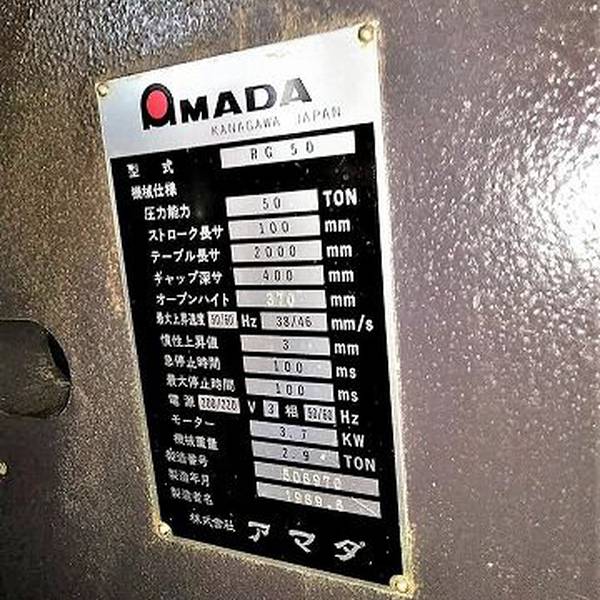 AMADA
KANAGAWA JAPAN
型式 RG 50
機械仕様
圧力能力 50 TON
ストローク長サ 100 mm
テーブル長サ 2000 mm
ギャップ深サ 400 mm
オープンハイト 370 mm
最大上昇速度 50/60 Hz 38/46 mm/s
惰性上昇値 3 mm
急停止時間 100 ms
最大停止時間 100 ms
電源 200/220 V 3 相 50/60 Hz
モーター 3.7 KW
機械重量 2.9 TON
製造番号 506970
製造年月 1989.
製造者名
株式会社 アマダ